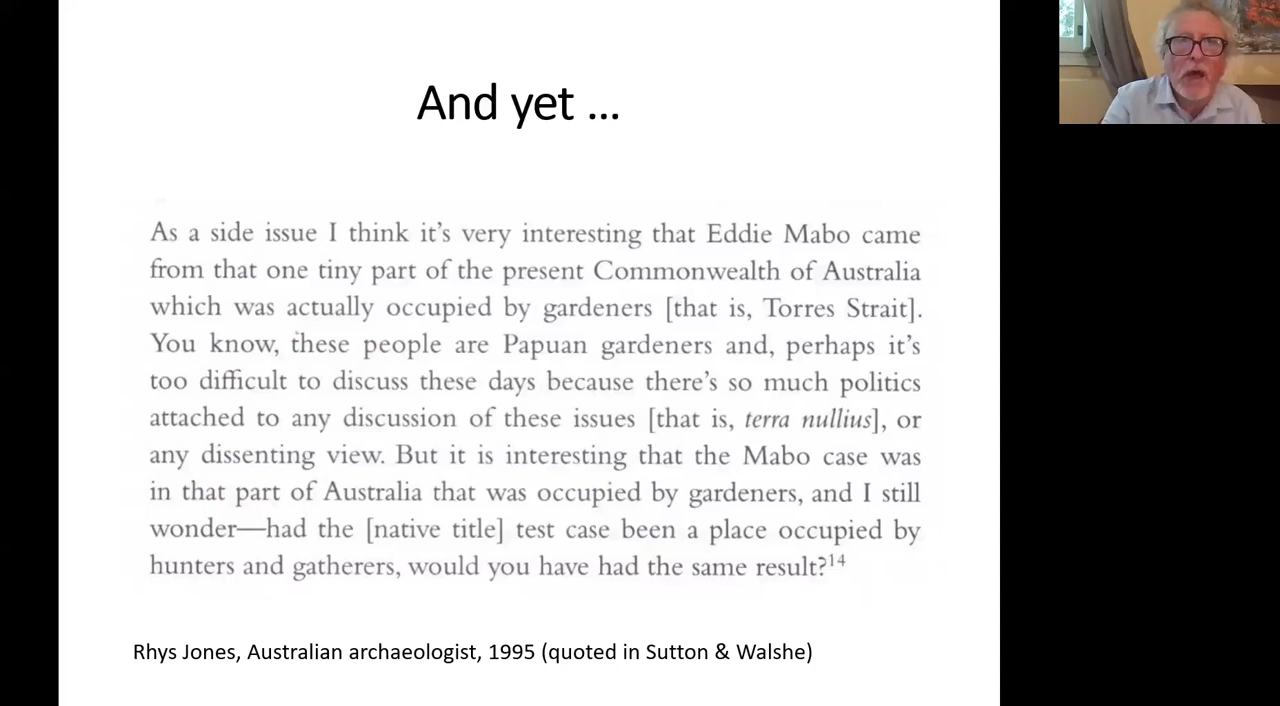 And yet ...
As a side issue I think it's very interesting that Eddie Mabo came
from that one tiny part of the present Commonwealth of Australia
which was actually occupied by gardeners [that is, Torres Strait].
You know, these people are Papuan gardeners and, perhaps it's
too difficult to discuss these days because there's so much politics
attached to any discussion of these issues [that is, terra nullius], or
any dissenting view. But it is interesting that the Mabo case was
in that part of Australia that was occupied by gardeners, and I still
wonder—had the [native title] test case been a place occupied by
hunters and gatherers, would you have had the same result?14
Rhys Jones, Australian archaeologist, 1995 (quoted in Sutton & Walshe)